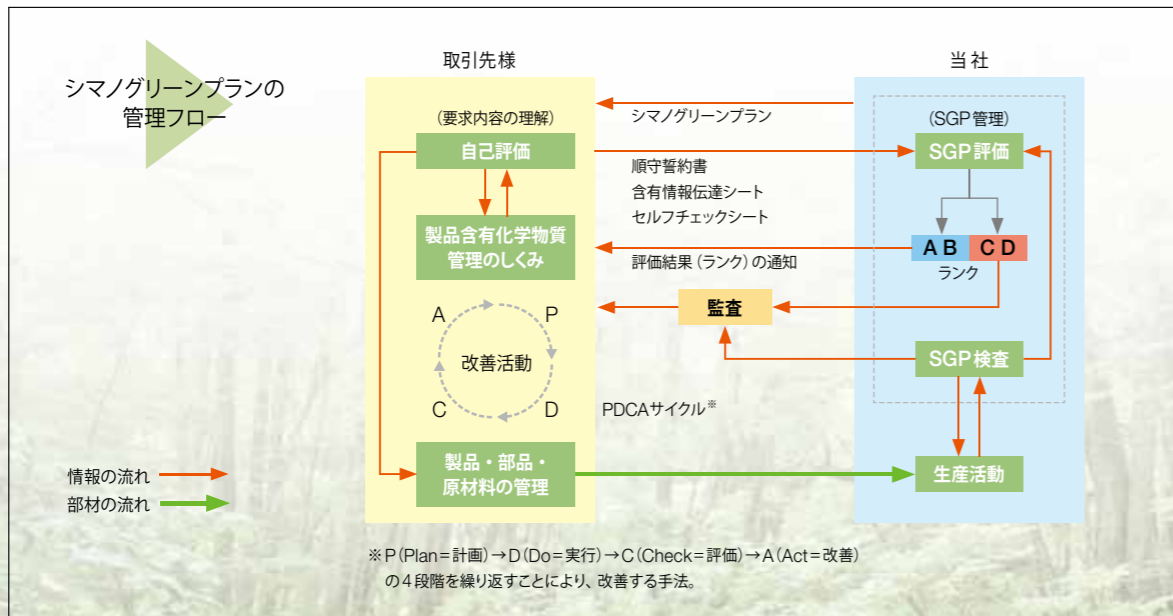 シマノグリーンプランの
管理フロー
取引先様
当社
シマノグリーンプラン
(要求内容の理解)
(SGP管理)
自己評価
SGP評価
順守誓約書
含有情報伝達シート
セルフチェックシート
製品含有化学物質
管理のしくみ
A B
C D
ランク
評価結果(ランク)の通知
監査
A
P
改善活動
C
D
SGP検査
PDCAサイクル※
製品・部品・
原材料の管理
生産活動
情報の流れ
部材の流れ
※P(Plan=計画)→D(Do=実行)→C(Check=評価)→A(Act=改善)
の4段階を繰り返すことにより、改善する手法。